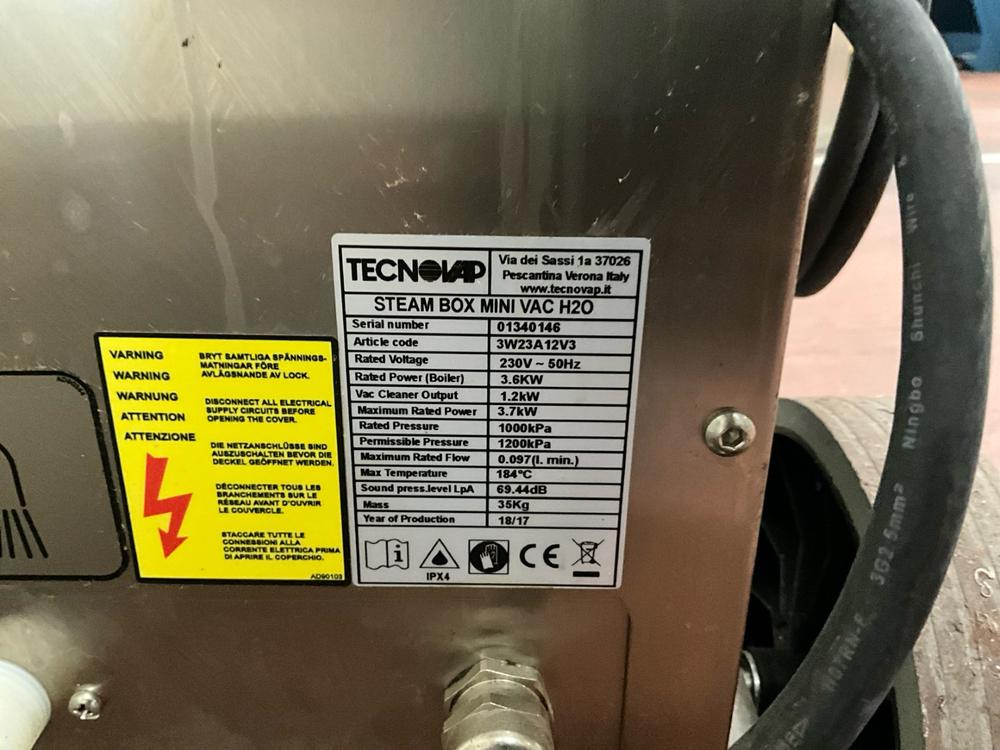 TECNOVAP
Via dei Sassi 1a 37026
Pescantina Verona Italy
www.tecnovap.it
STEAM BOX MINI VAC H2O
Serial number 01340146
Article code 3W23A12V3
Rated Voltage 230V ~ 50Hz
Rated Power (Boiler) 3.6KW
Vac Cleaner Output 1.2kW
Maximum Rated Power 3.7kW
Rated Pressure 1000kPa
Permissible Pressure 1200kPa
Maximum Rated Flow 0.097(l. min.)
Max Temperature 184°C
Sound press.level LpA 69.44dB
Mass 35Kg
Year of Production 18/17
i
IPX4
CE
VARNING
WARNING
WARNUNG
ATTENTION
ATTENZIONE
BRYT SAMTLIGA SPÄNNINGS-
MATNINGAR FÖRE
AVLÄGSNANDE AV LOCK.
DISCONNECT ALL ELECTRICAL
SUPPLY CIRCUITS BEFORE
OPENING THE COVER.
DIE NETZANSCHLÜSSE SIND
AUSZUSCHALTEN BEVOR DIE
DECKEL GEÖFFNET WERDEN.
DÉCONNECTER TOUS LES
BRANCHEMENTS SUR LE
RÉSEAU AVANT D'OUVRIR
LE COUVERCLE.
STACCARE TUTTE LE
CONNESSIONI ALLA
CORRENTE ELETTRICA PRIMA
DI APRIRE IL COPERCHIO.
AD90103
H07RN-F 3G2.5mm² Ningbo Shunchi Wire